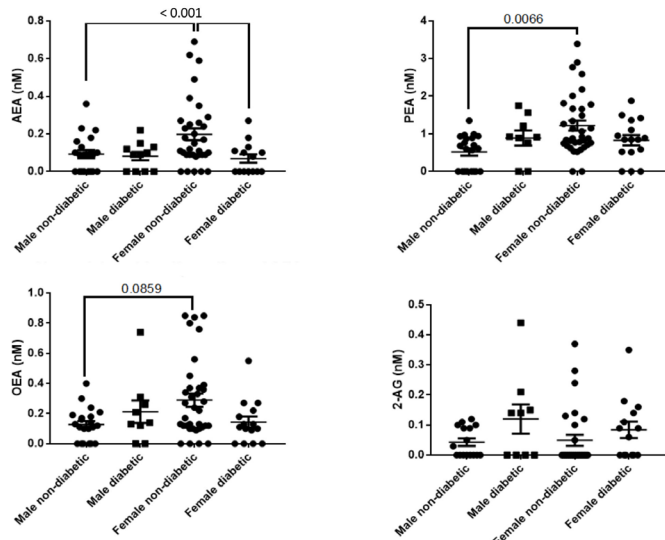 < 0.001
0.8
0.6
0.4
0.2
0.0
AEA (nM)
Male non-diabetic
Male diabetic
Female non-diabetic
Female diabetic
0.0066
4
3
2
1
0
PEA (nM)
Male non-diabetic
Male diabetic
Female non-diabetic
Female diabetic
0.0859
1.0
0.8
0.6
0.4
0.2
0.0
OEA (nM)
Male non-diabetic
Male diabetic
Female non-diabetic
Female diabetic
0.5
0.4
0.3
0.2
0.1
0.0
2-AG (nM)
Male non-diabetic
Male diabetic
Female non-diabetic
Female diabetic